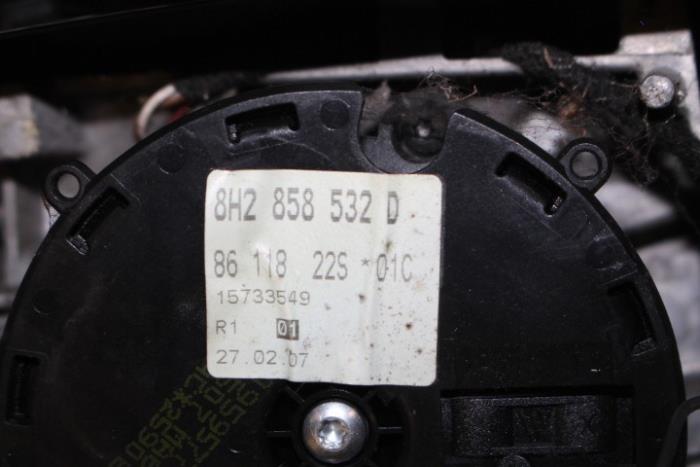 8H2 858 532 D
86 118 22S *01C
15733549
R1 01
27.02.07